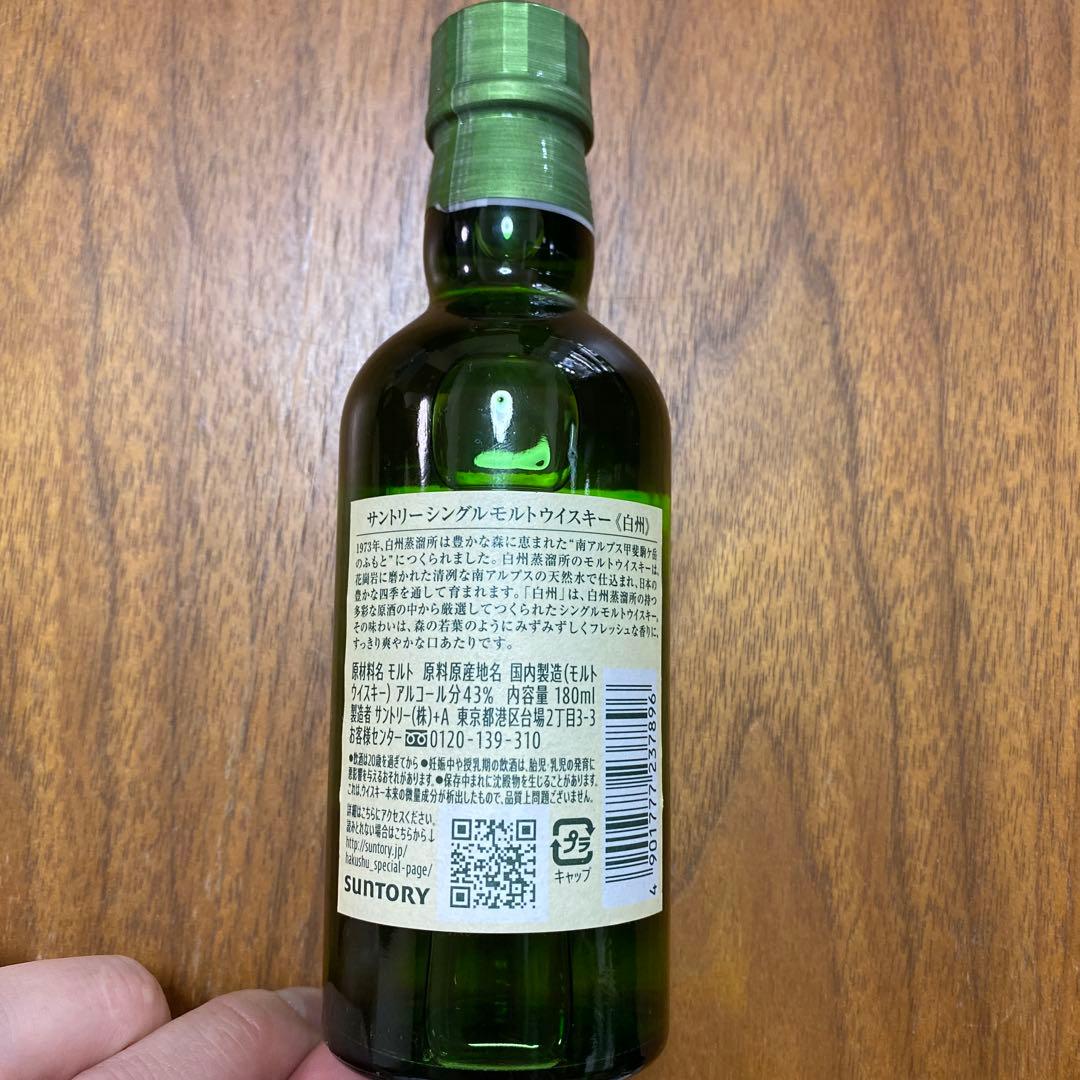 サントリー シングルモルトウイスキー《白州》
1973年、白州蒸溜所は豊かな森に恵まれた“南アルプス甲斐駒ケ岳
のふもと”につくられました。白州蒸溜所のモルトウイスキーは、
花崗岩に磨かれた清冽な南アルプスの天然水で仕込まれ、日本の
豊かな四季を通して育まれます。「白州」は、白州蒸溜所の持つ
多彩な原酒の中から厳選してつくられたシングルモルトウイスキー。
その味わいは、森の若葉のようにみずみずしくフレッシュな香りに、
すっきり爽やかな口あたりです。
原材料名 モルト 原料原産地名 国内製造(モルト
ウイスキー) アルコール分43% 内容量 180ml
製造者 サントリー(株)+A 東京都港区台場2丁目3-3
お客様センター 0120-139-310
●飲酒は20歳を過ぎてから ●妊娠中や授乳期の飲酒は、胎児・乳児の発育に
悪影響を与えるおそれがあります。●保存中まれに沈殿物を生じることがあります。
これは、ウイスキー本来の微量成分が析出したもので、品質上問題ございません。
詳細はこちらにアクセスください。
読みとれない場合はこちらから↓
http://suntory.jp/
hakushu_special-page/
SUNTORY
プラ
キャップ
4 901777 237896